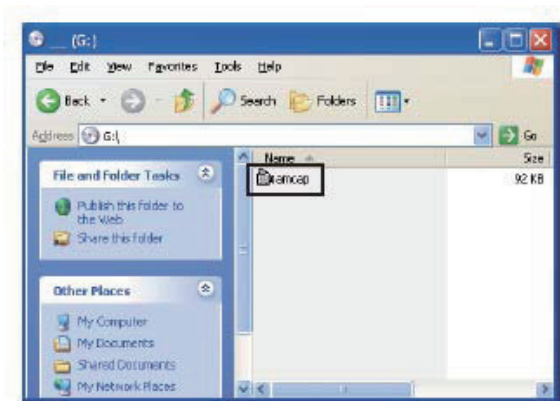 (G:)
File Edit View Favorites Tools Help
Back Search Folders
Address G:\ Go
Name Size
amcap 92 KB
File and Folder Tasks
Publish this folder to
the Web
Share this folder
Other Places
My Computer
My Documents
Shared Documents
My Network Places